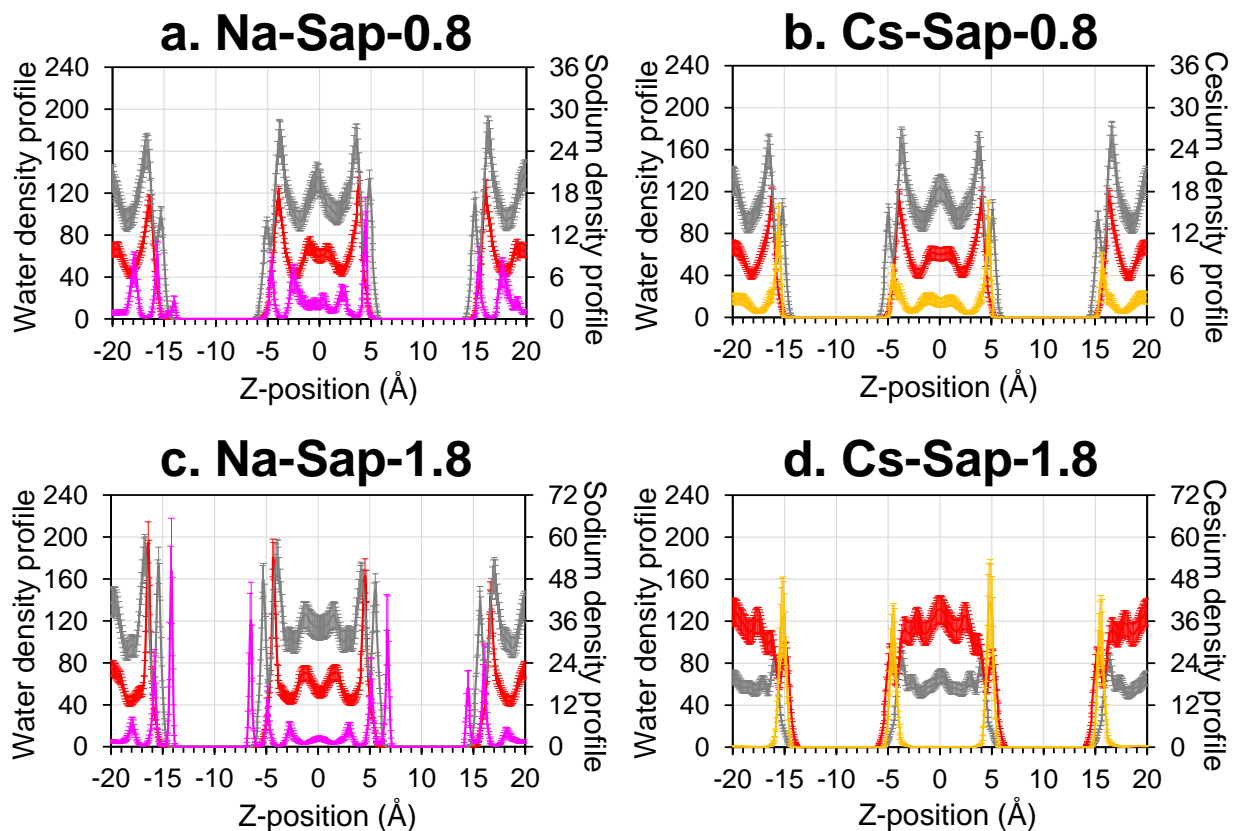 a. Na-Sap-0.8
Water density profile
240
200
160
120
80
40
0
36
30
24
18
12
6
0
Sodium density profile
-20 -15 -10 -5 0 5 10 15 20
Z-position (Å)
b. Cs-Sap-0.8
Water density profile
240
200
160
120
80
40
0
36
30
24
18
12
6
0
Cesium density profile
-20 -15 -10 -5 0 5 10 15 20
Z-position (Å)
c. Na-Sap-1.8
Water density profile
240
200
160
120
80
40
0
72
60
48
36
24
12
0
Sodium density profile
-20 -15 -10 -5 0 5 10 15 20
Z-position (Å)
d. Cs-Sap-1.8
Water density profile
240
200
160
120
80
40
0
72
60
48
36
24
12
0
Cesium density profile
-20 -15 -10 -5 0 5 10 15 20
Z-position (Å)